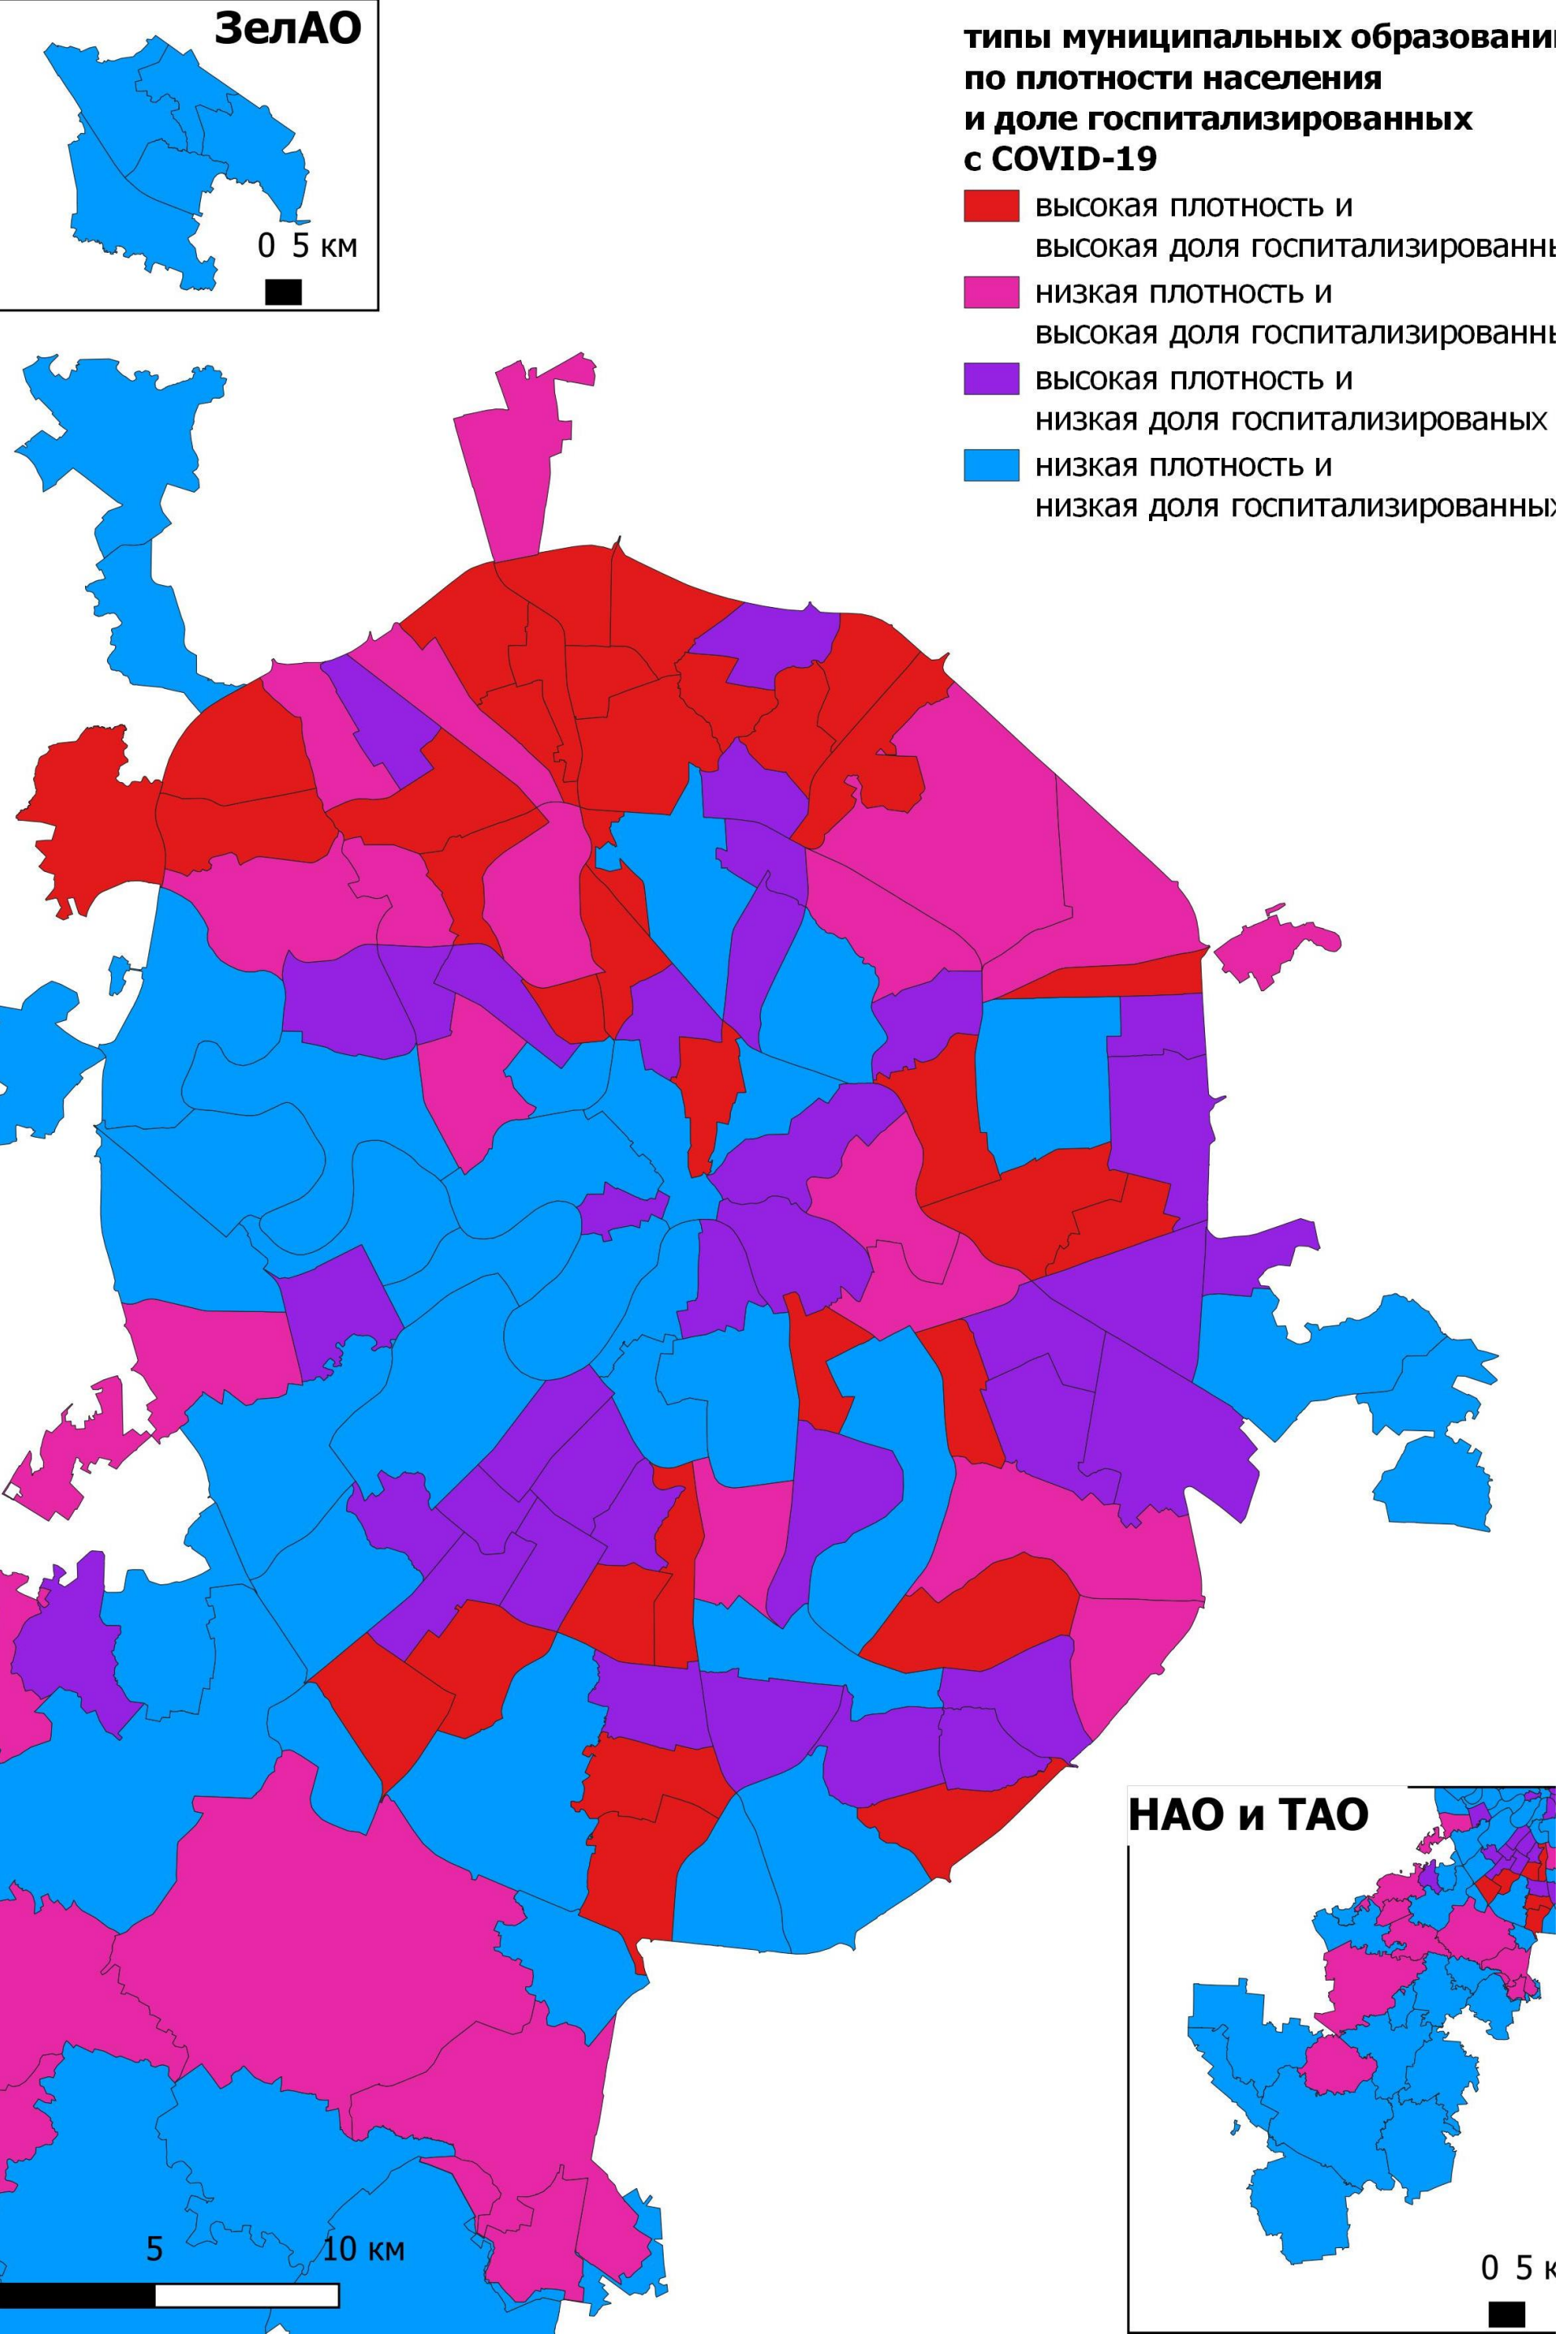 ЗелАО
0 5 км
типы муниципальных образовани
по плотности населения
и доле госпитализированных
с COVID-19
высокая плотность и
высокая доля госпитализированн
низкая плотность и
высокая доля госпитализированн
высокая плотность и
низкая доля госпитализированых
низкая плотность и
низкая доля госпитализированных
НАО и ТАО
0 5 к
5 10 км